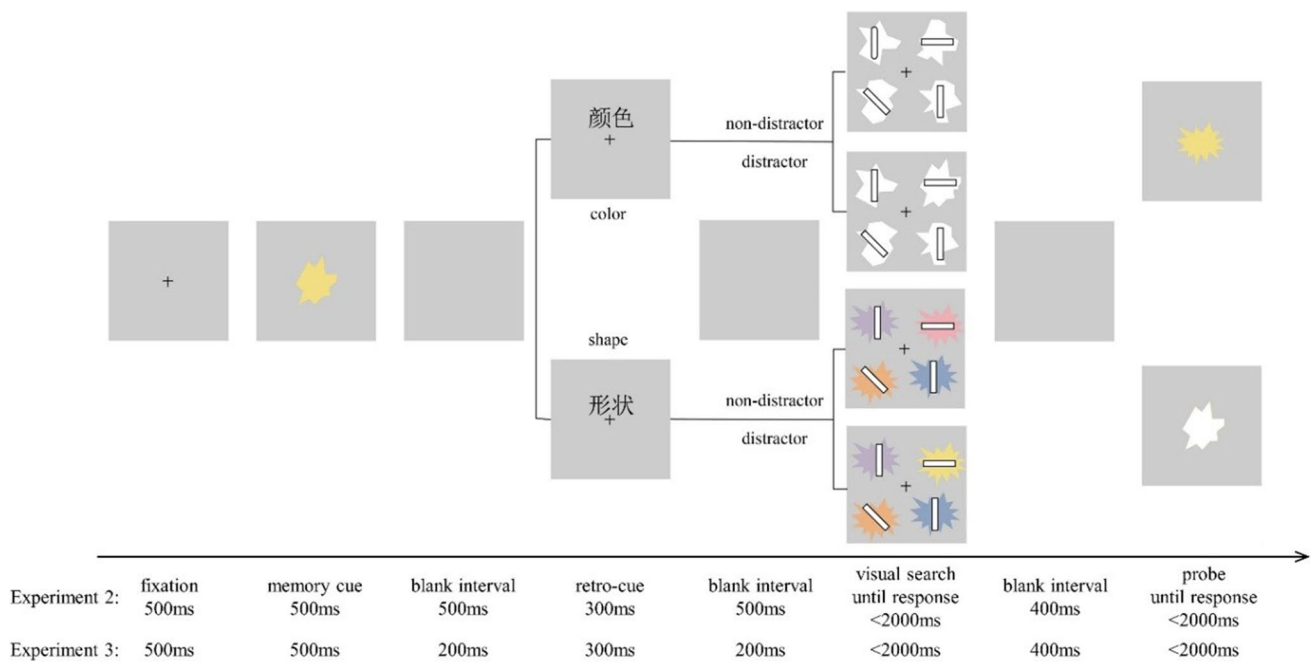 颜色
+
color
non-distractor
distractor
+
+
+
shape
形状
+
non-distractor
distractor
+
+
Experiment 2:
fixation
500ms
memory cue
500ms
blank interval
500ms
retro-cue
300ms
blank interval
500ms
visual search
until response
<2000ms
blank interval
400ms
probe
until response
<2000ms
Experiment 3:
500ms
500ms
200ms
300ms
200ms
<2000ms
400ms
<2000ms